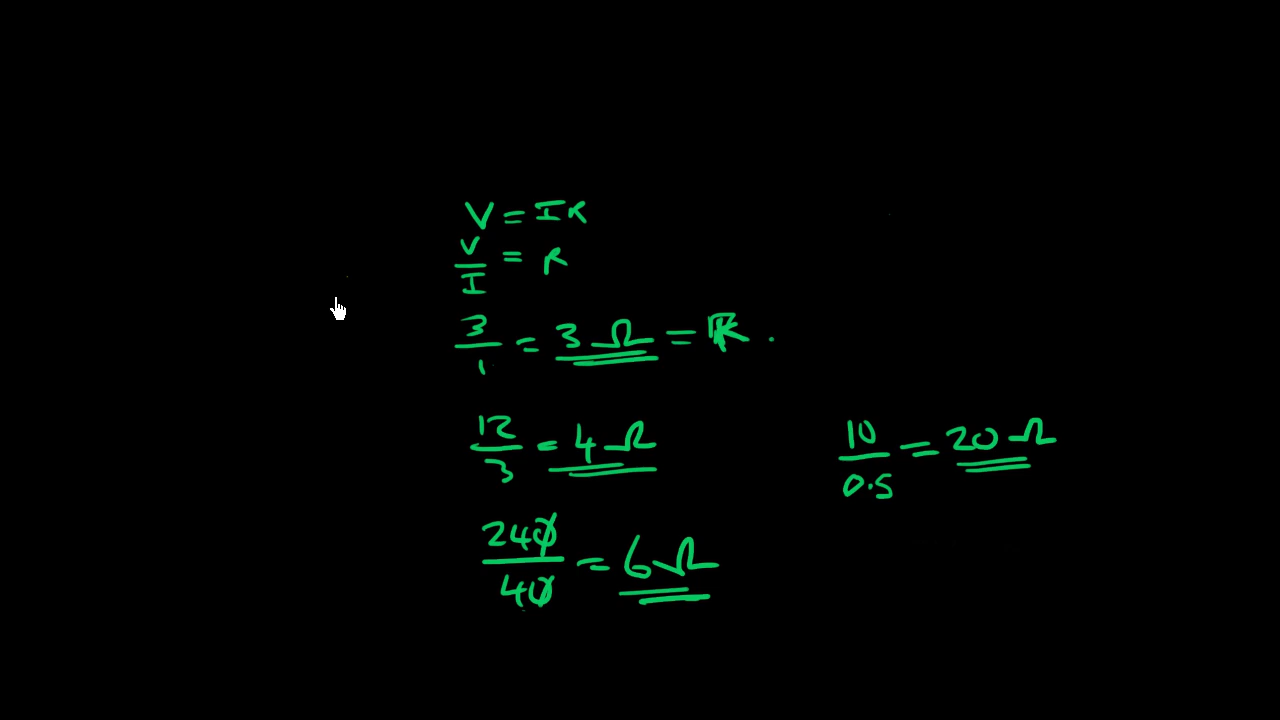 V = IR
V/I = R
3/1 = 3 Ω = R.
12/3 = 4 Ω
10/0.5 = 20 Ω
240/40 = 6 Ω